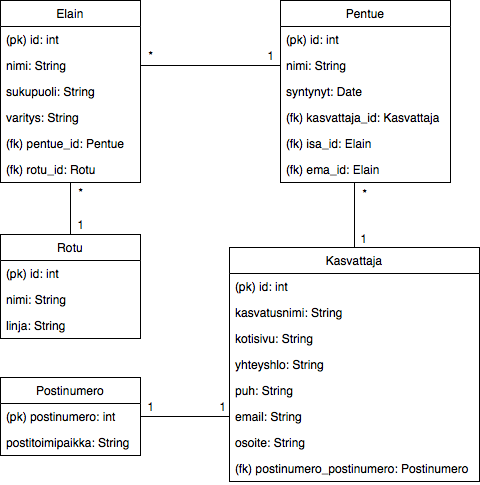 Elain
(pk) id: int
nimi: String
sukupuoli: String
varitys: String
(fk) pentue_id: Pentue
(fk) rotu_id: Rotu
*
1
Pentue
(pk) id: int
nimi: String
syntynyt: Date
(fk) kasvattaja_id: Kasvattaja
(fk) isa_id: Elain
(fk) ema_id: Elain
*
1
*
1
Rotu
(pk) id: int
nimi: String
linja: String
Kasvattaja
(pk) id: int
kasvatusnimi: String
kotisivu: String
yhteyshlo: String
puh: String
email: String
osoite: String
(fk) postinumero_postinumero: Postinumero
Postinumero
(pk) postinumero: int
postitoimipaikka: String
1
1